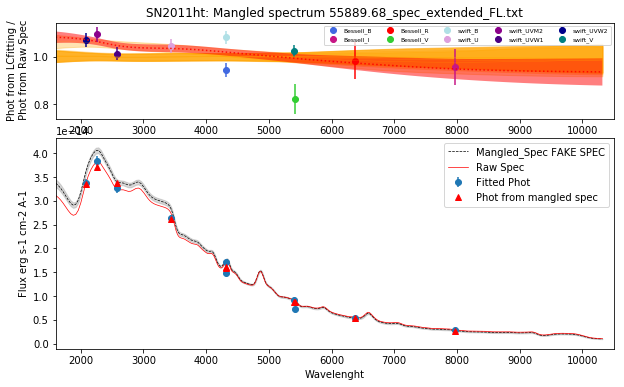 SN2011ht: Mangled spectrum 55889.68_spec_extended_FL.txt
Phot from LCfitting /
Phot from Raw Spec
1.0
0.8
Bessell_B
Bessell_I
Bessell_R
Bessell_V
swift_B
swift_U
swift_UVM2
swift_UVW1
swift_UVW2
swift_V
2000 3000 4000 5000 6000 7000 8000 9000 10000
1e−14
Flux erg s-1 cm-2 A-1
4.0
3.5
3.0
2.5
2.0
1.5
1.0
0.5
0.0
Mangled_Spec FAKE SPEC
Raw Spec
Fitted Phot
Phot from mangled spec
2000 3000 4000 5000 6000 7000 8000 9000 10000
Wavelenght